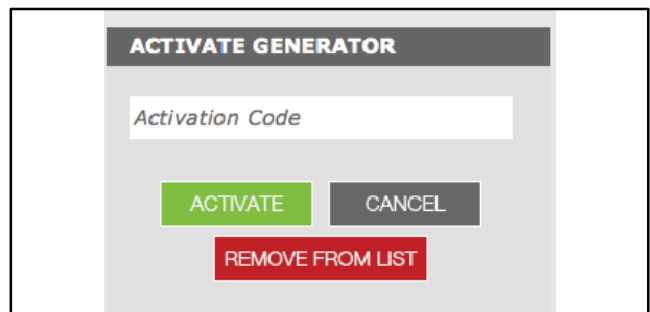 ACTIVATE GENERATOR
Activation Code
ACTIVATE CANCEL
REMOVE FROM LIST